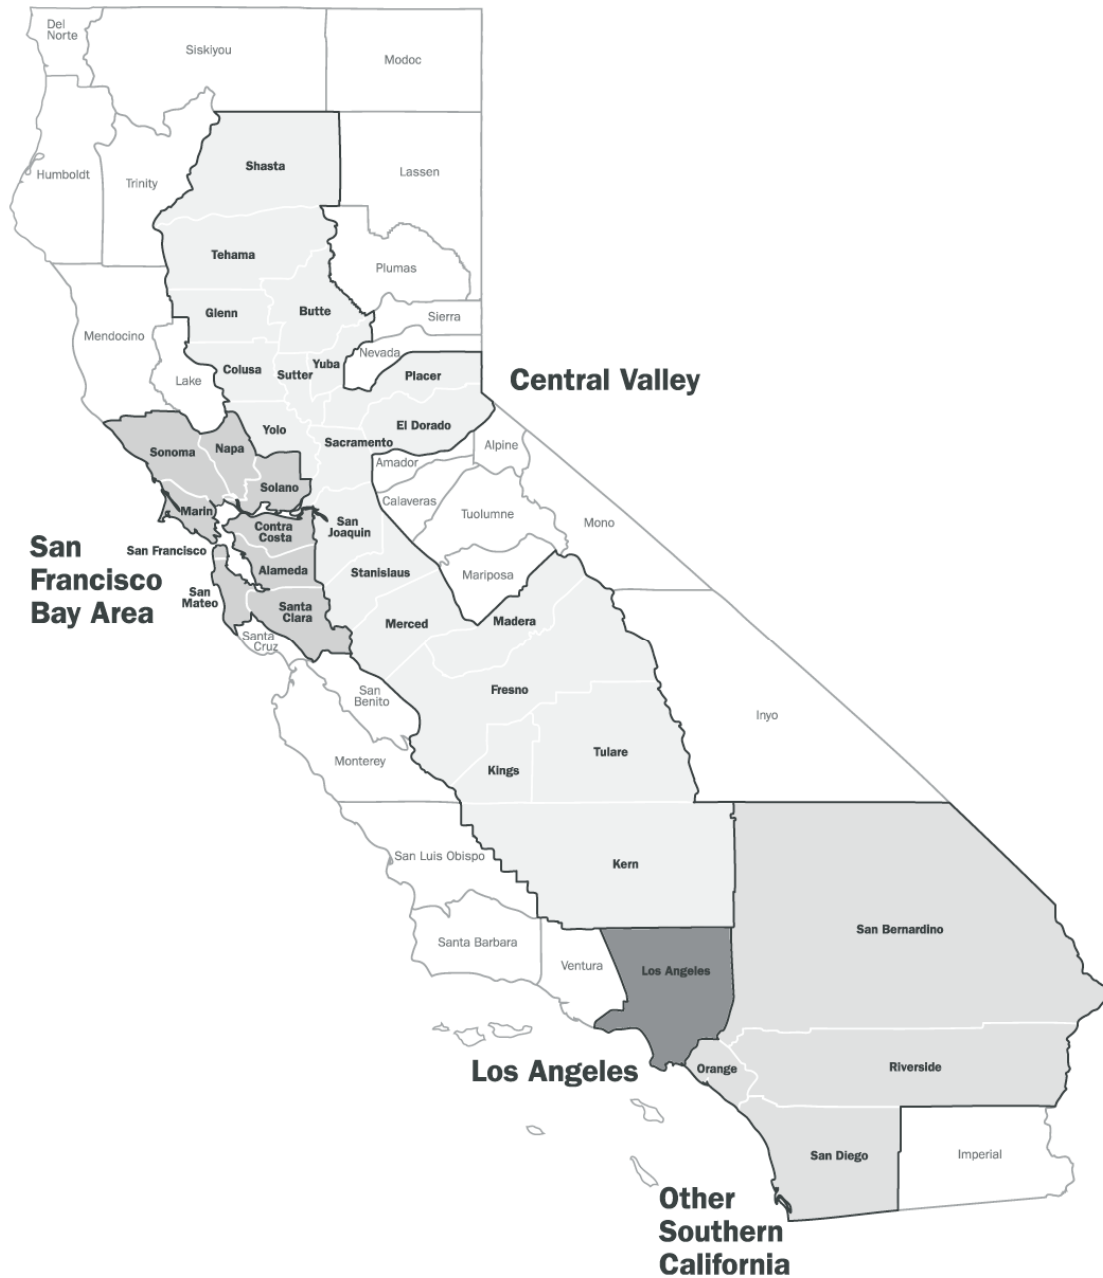 Del
Norte
Siskiyou
Modoc
Shasta
Humboldt
Trinity
Lassen
Tehama
Plumas
Glenn
Butte
Sierra
Mendocino
Nevada
Lake
Colusa
Sutter
Yuba
Placer
Central Valley
Yolo
El Dorado
Sonoma
Napa
Sacramento
Alpine
Amador
Solano
Calaveras
Marin
Contra
Costa
San
Joaquin
Tuolumne
Mono
San
Francisco
Bay Area
San Francisco
Alameda
Stanislaus
Mariposa
San
Mateo
Santa
Clara
Merced
Madera
Santa
Cruz
San
Benito
Fresno
Inyo
Monterey
Kings
Tulare
San Luis Obispo
Kern
Santa Barbara
Ventura
Los Angeles
San Bernardino
Los Angeles
Orange
Riverside
San Diego
Imperial
Other
Southern
California